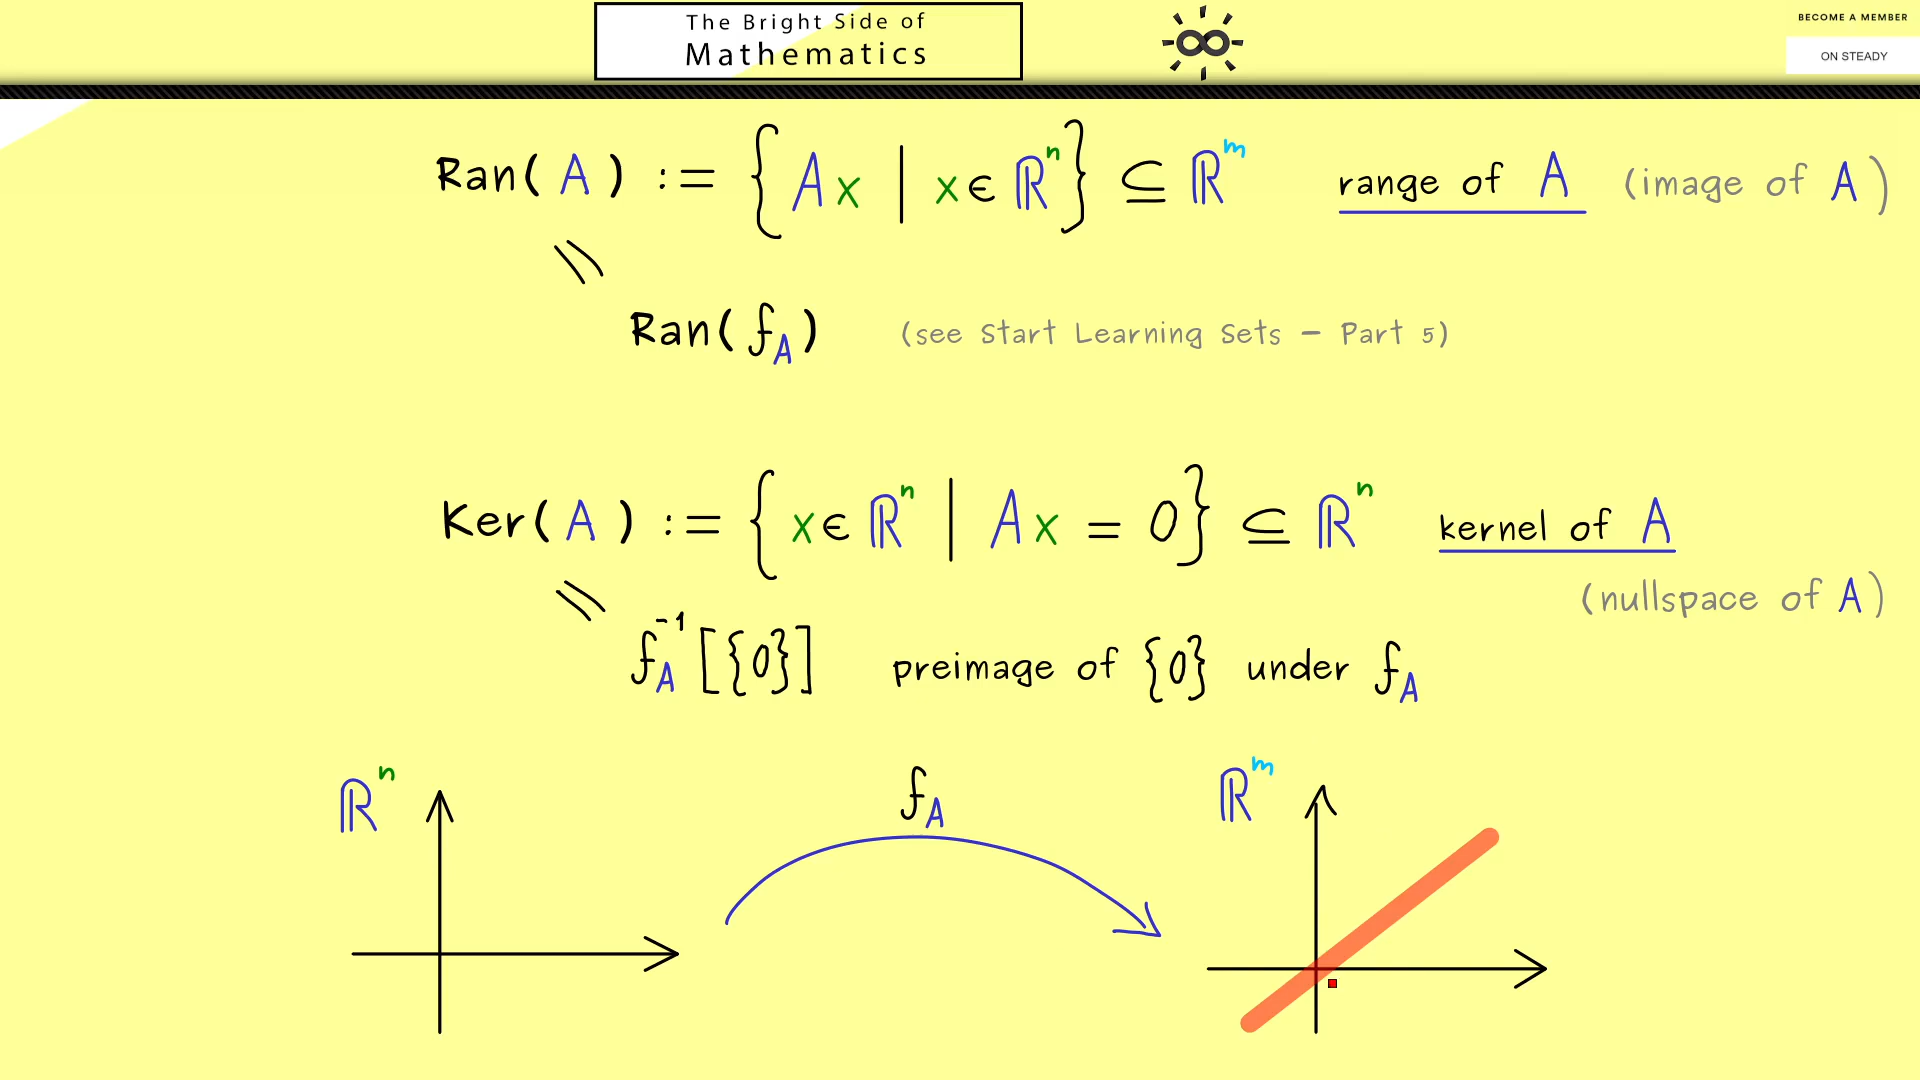 The Bright Side of
Mathematics
BECOME A MEMBER
ON STEADY
Ran(A) := {Ax | x∈ℝⁿ} ⊆ ℝᵐ range of A (image of A)
Ran(f_A) (see Start Learning Sets – Part 5)
Ker(A) := {x∈ℝⁿ | Ax = 0} ⊆ ℝⁿ kernel of A
(nullspace of A)
f_A⁻¹[{0}] preimage of {0} under f_A
ℝⁿ f_A ℝᵐ